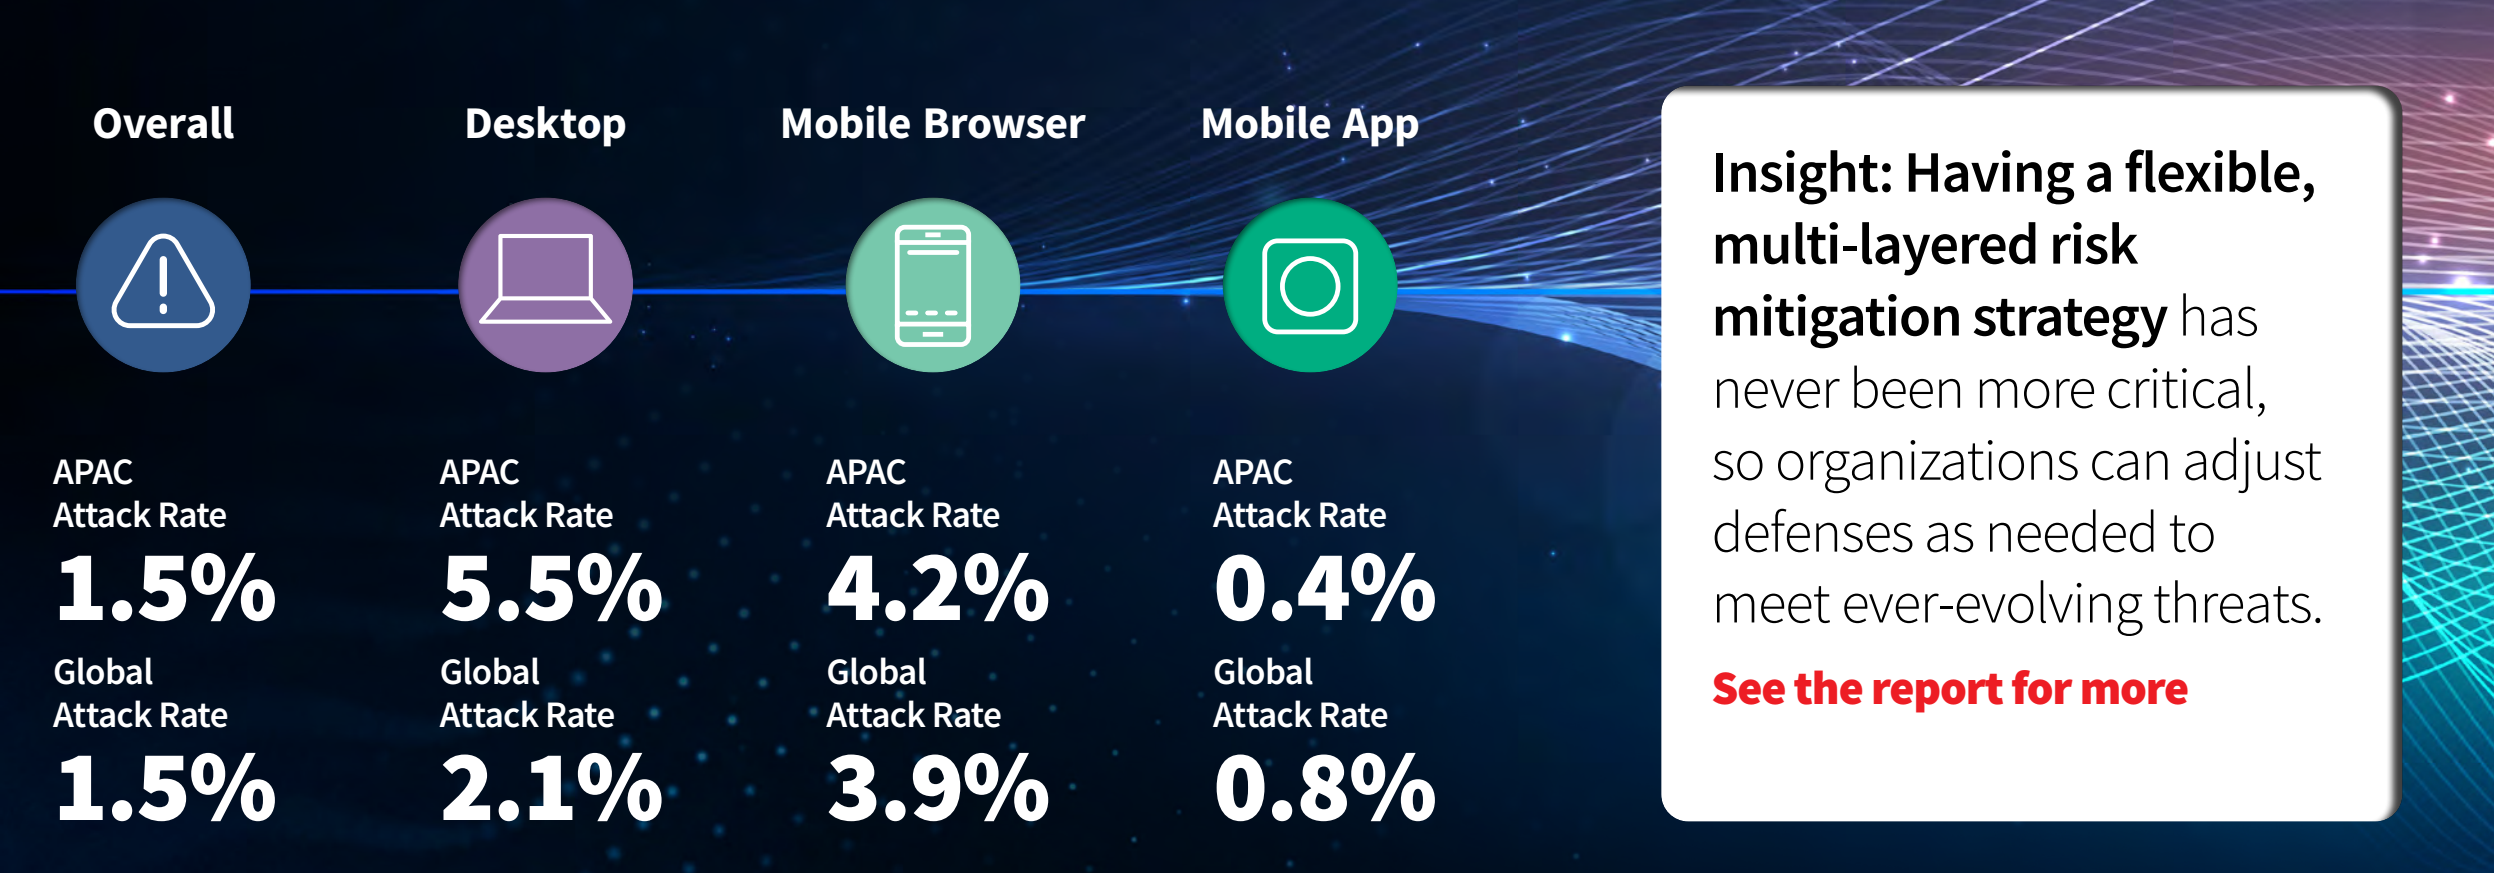 Overall
Desktop
Mobile Browser
Mobile App
APAC
Attack Rate
1.5%
Global
Attack Rate
1.5%
APAC
Attack Rate
5.5%
Global
Attack Rate
2.1%
APAC
Attack Rate
4.2%
Global
Attack Rate
3.9%
APAC
Attack Rate
0.4%
Global
Attack Rate
0.8%
Insight: Having a flexible,
multi-layered risk
mitigation strategy has
never been more critical,
so organizations can adjust
defenses as needed to
meet ever-evolving threats.
See the report for more